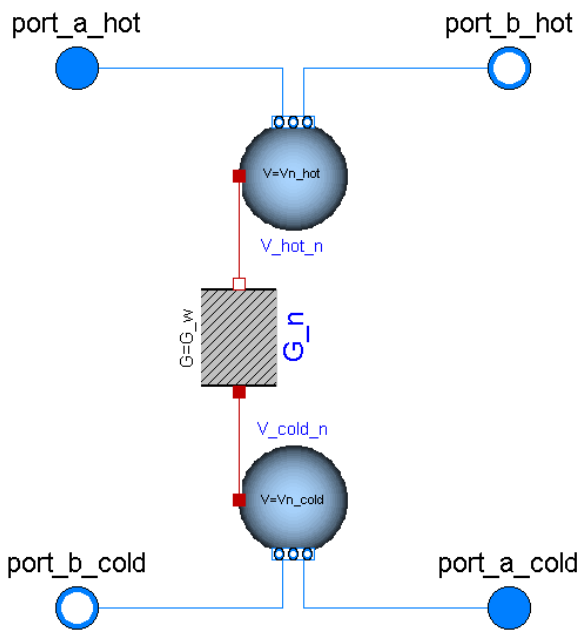 port_a_hot
port_b_hot
V=Vn_hot
V_hot_n
G=G_w
G_n
V_cold_n
V=Vn_cold
port_b_cold
port_a_cold